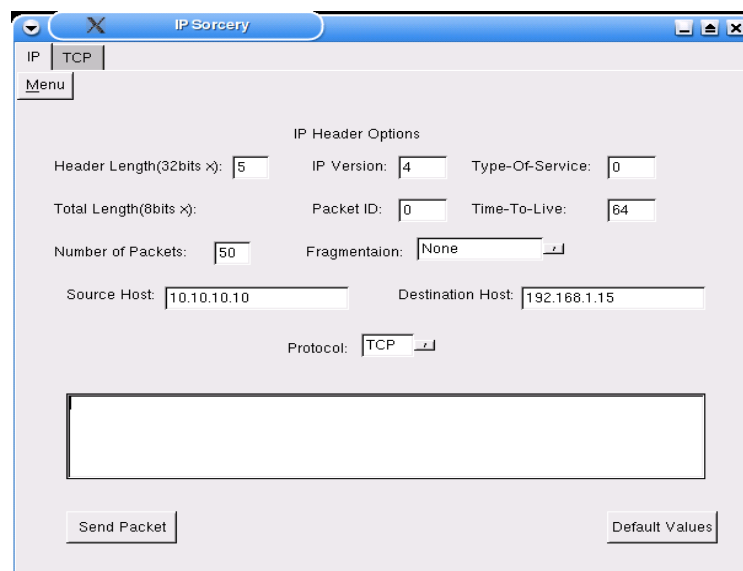 IP Sorcery
IP TCP
Menu
IP Header Options
Header Length(32bits x): 5 IP Version: 4 Type-Of-Service: 0
Total Length(8bits x): Packet ID: 0 Time-To-Live: 64
Number of Packets: 50 Fragmentaion: None
Source Host: 10.10.10.10 Destination Host: 192.168.1.15
Protocol: TCP
Send Packet Default Values